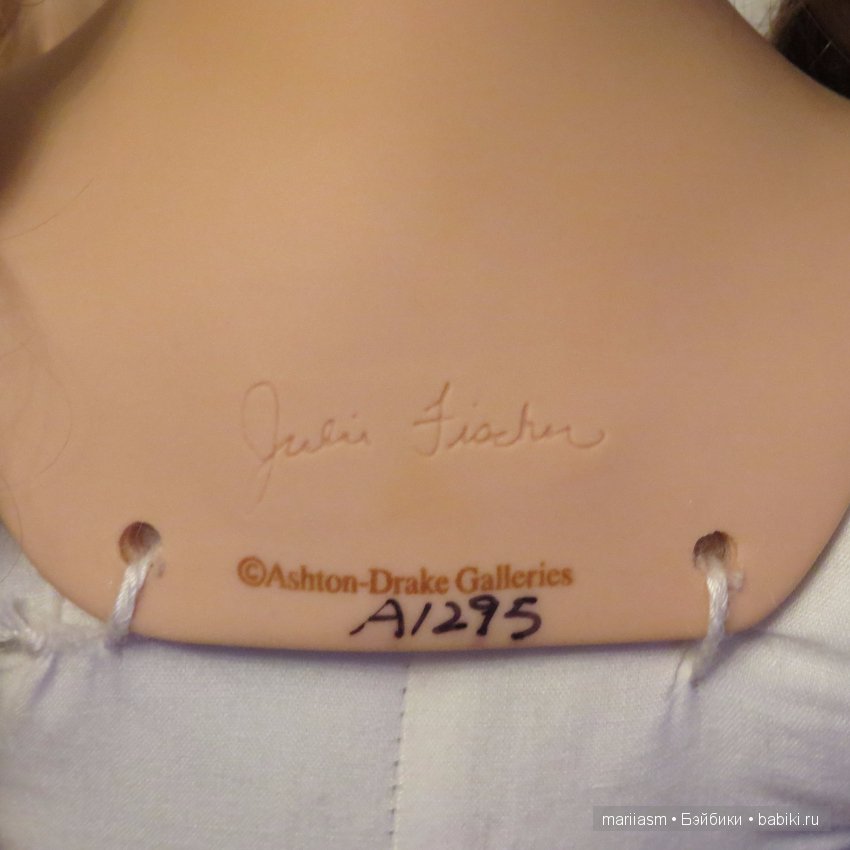 Julie Fischer
©Ashton-Drake Galleries
A1295
mariiasm • Бэйбики • babiki.ru